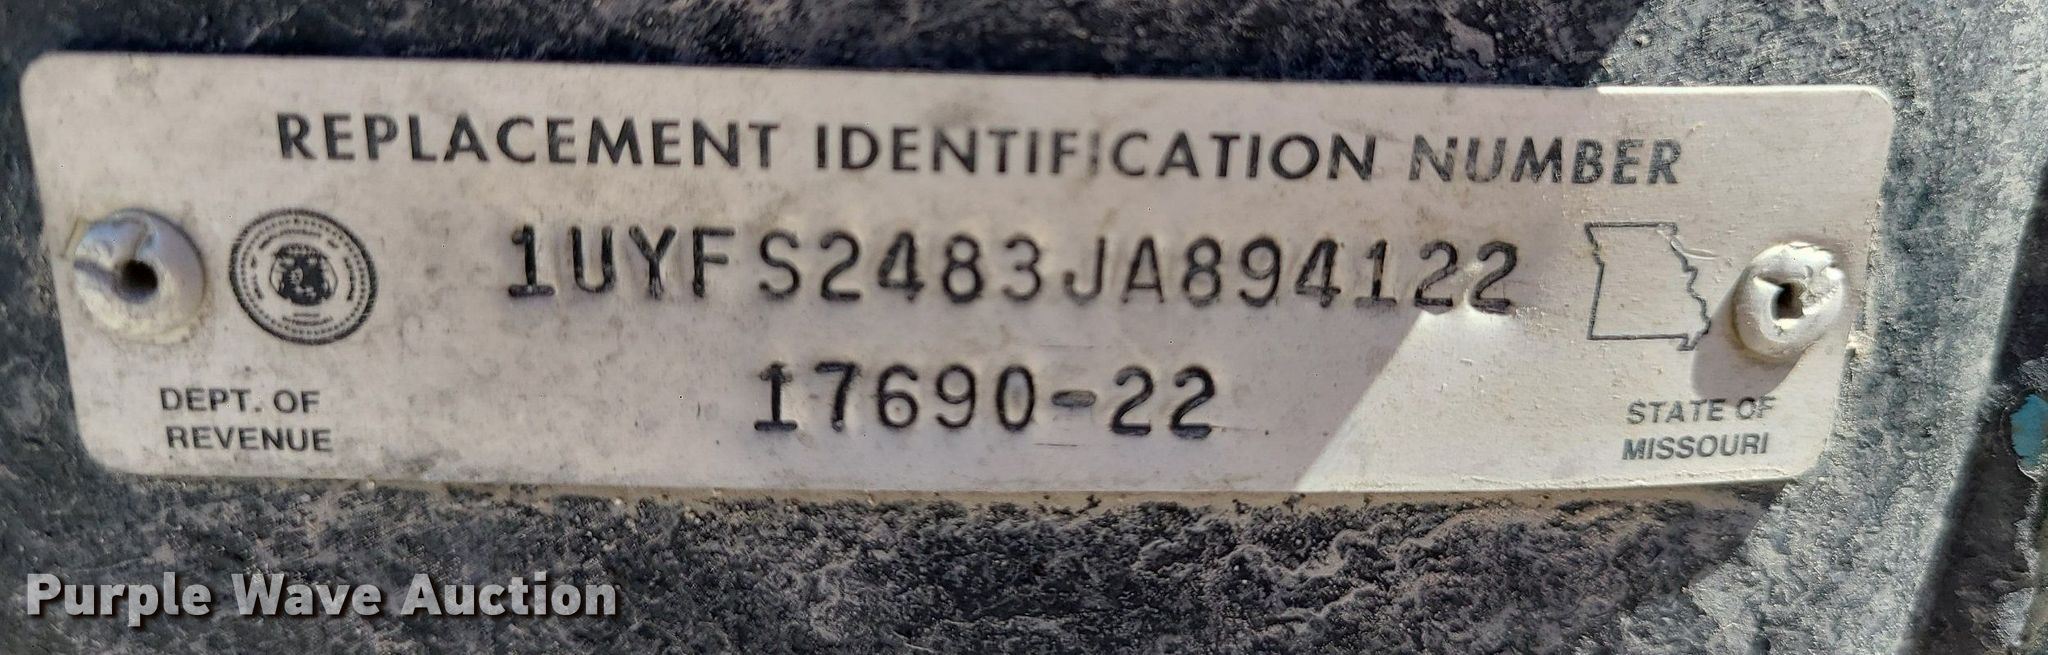 REPLACEMENT IDENTIFICATION NUMBER
1UYFS2483JA894122
17690-22
DEPT. OF
REVENUE
STATE OF
MISSOURI
Purple Wave Auction